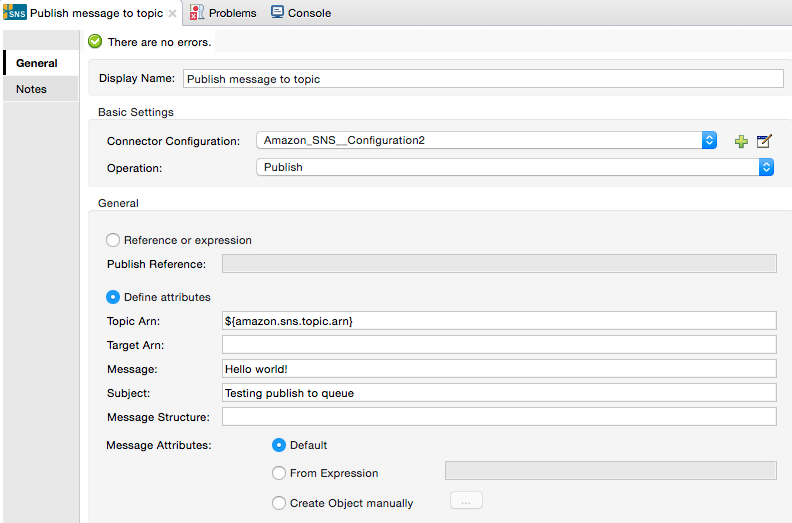 SNS Publish message to topic Problems Console
There are no errors.
General
Notes
Display Name: Publish message to topic
Basic Settings
Connector Configuration: Amazon_SNS__Configuration2
Operation: Publish
General
Reference or expression
Publish Reference:
Define attributes
Topic Arn: ${amazon.sns.topic.arn}
Target Arn:
Message: Hello world!
Subject: Testing publish to queue
Message Structure:
Message Attributes: Default
From Expression
Create Object manually ...